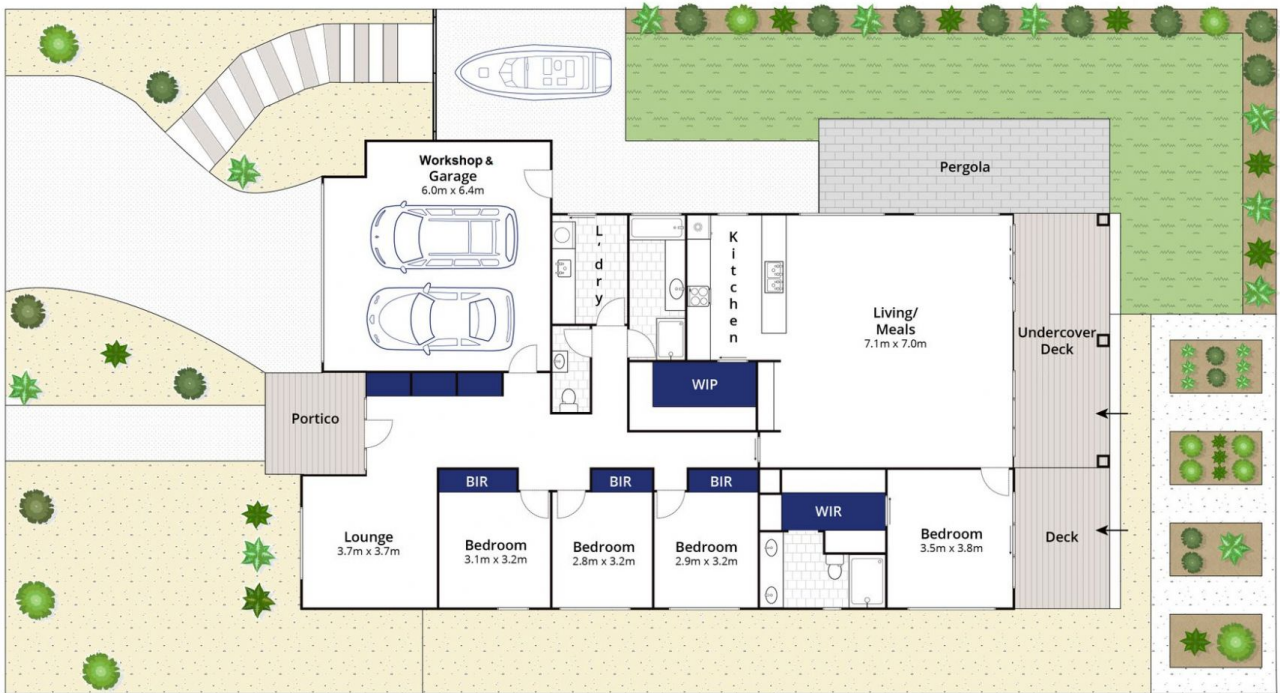 Workshop &
Garage
6.0m x 6.4m
Pergola
L'dry
Kitchen
Living/
Meals
7.1m x 7.0m
Undercover
Deck
WIP
Portico
BIR
BIR
BIR
WIR
Lounge
3.7m x 3.7m
Bedroom
3.1m x 3.2m
Bedroom
2.8m x 3.2m
Bedroom
2.9m x 3.2m
Bedroom
3.5m x 3.8m
Deck